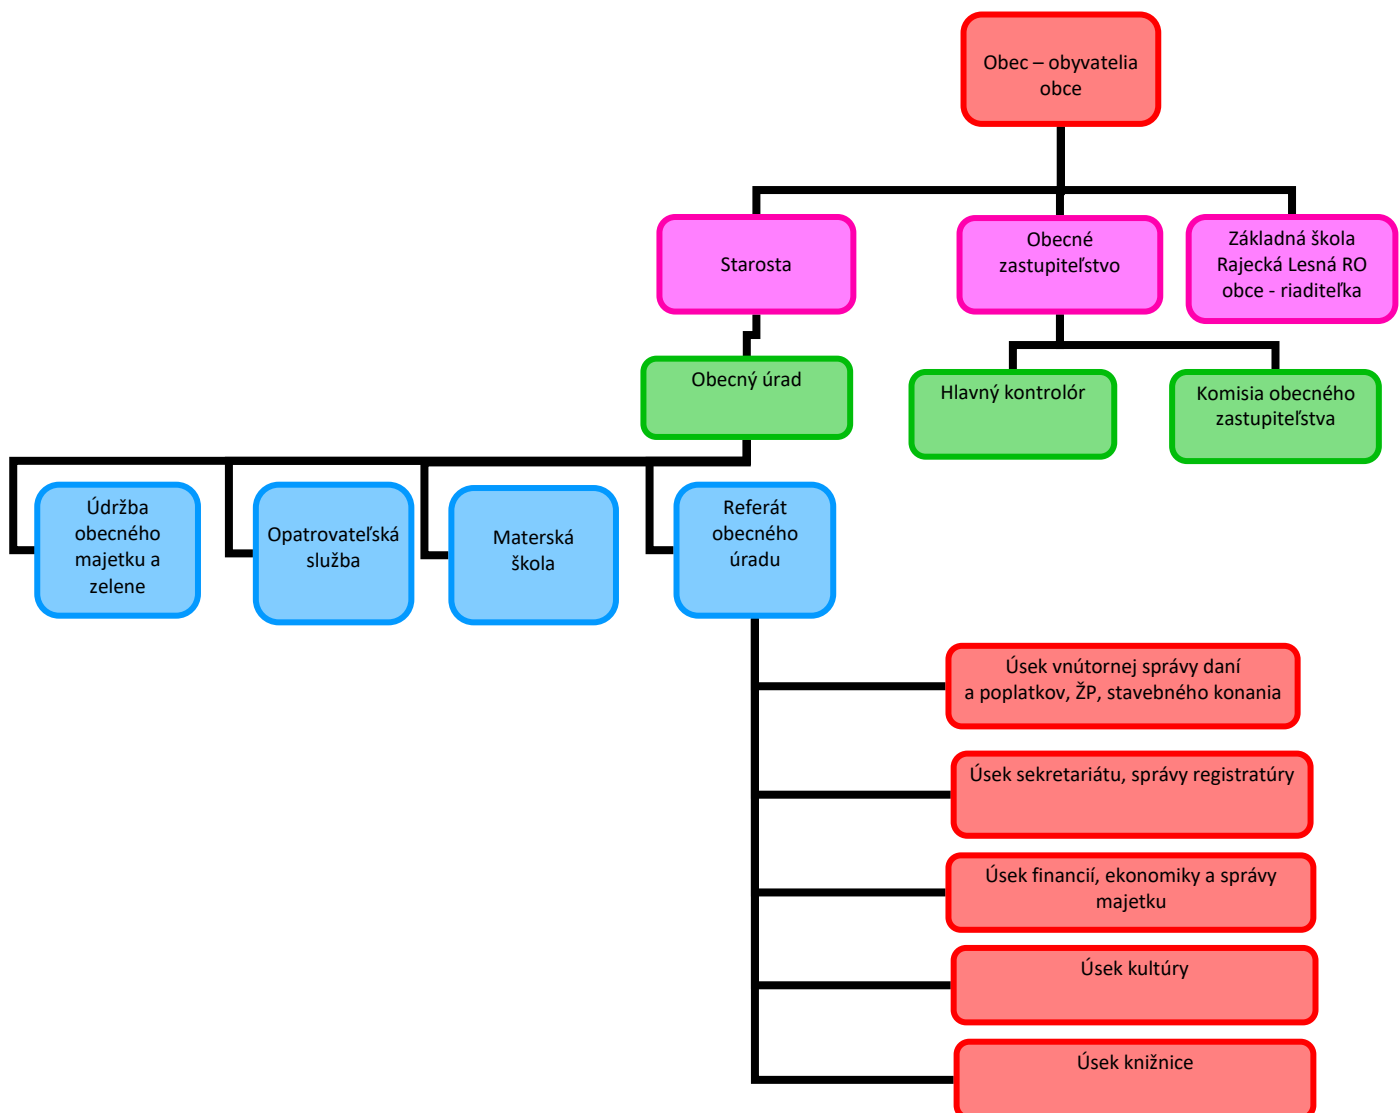 Obec – obyvatelia
obce
Starosta
Obecné
zastupiteľstvo
Základná škola
Rajecká Lesná RO
obce - riaditeľka
Obecný úrad
Hlavný kontrolór
Komisia obecného
zastupiteľstva
Údržba
obecného
majetku a
zelene
Opatrovateľská
služba
Materská
škola
Referát
obecného
úradu
Úsek vnútornej správy daní
a poplatkov, ŽP, stavebného konania
Úsek sekretariátu, správy registratúry
Úsek financií, ekonomiky a správy
majetku
Úsek kultúry
Úsek knižnice